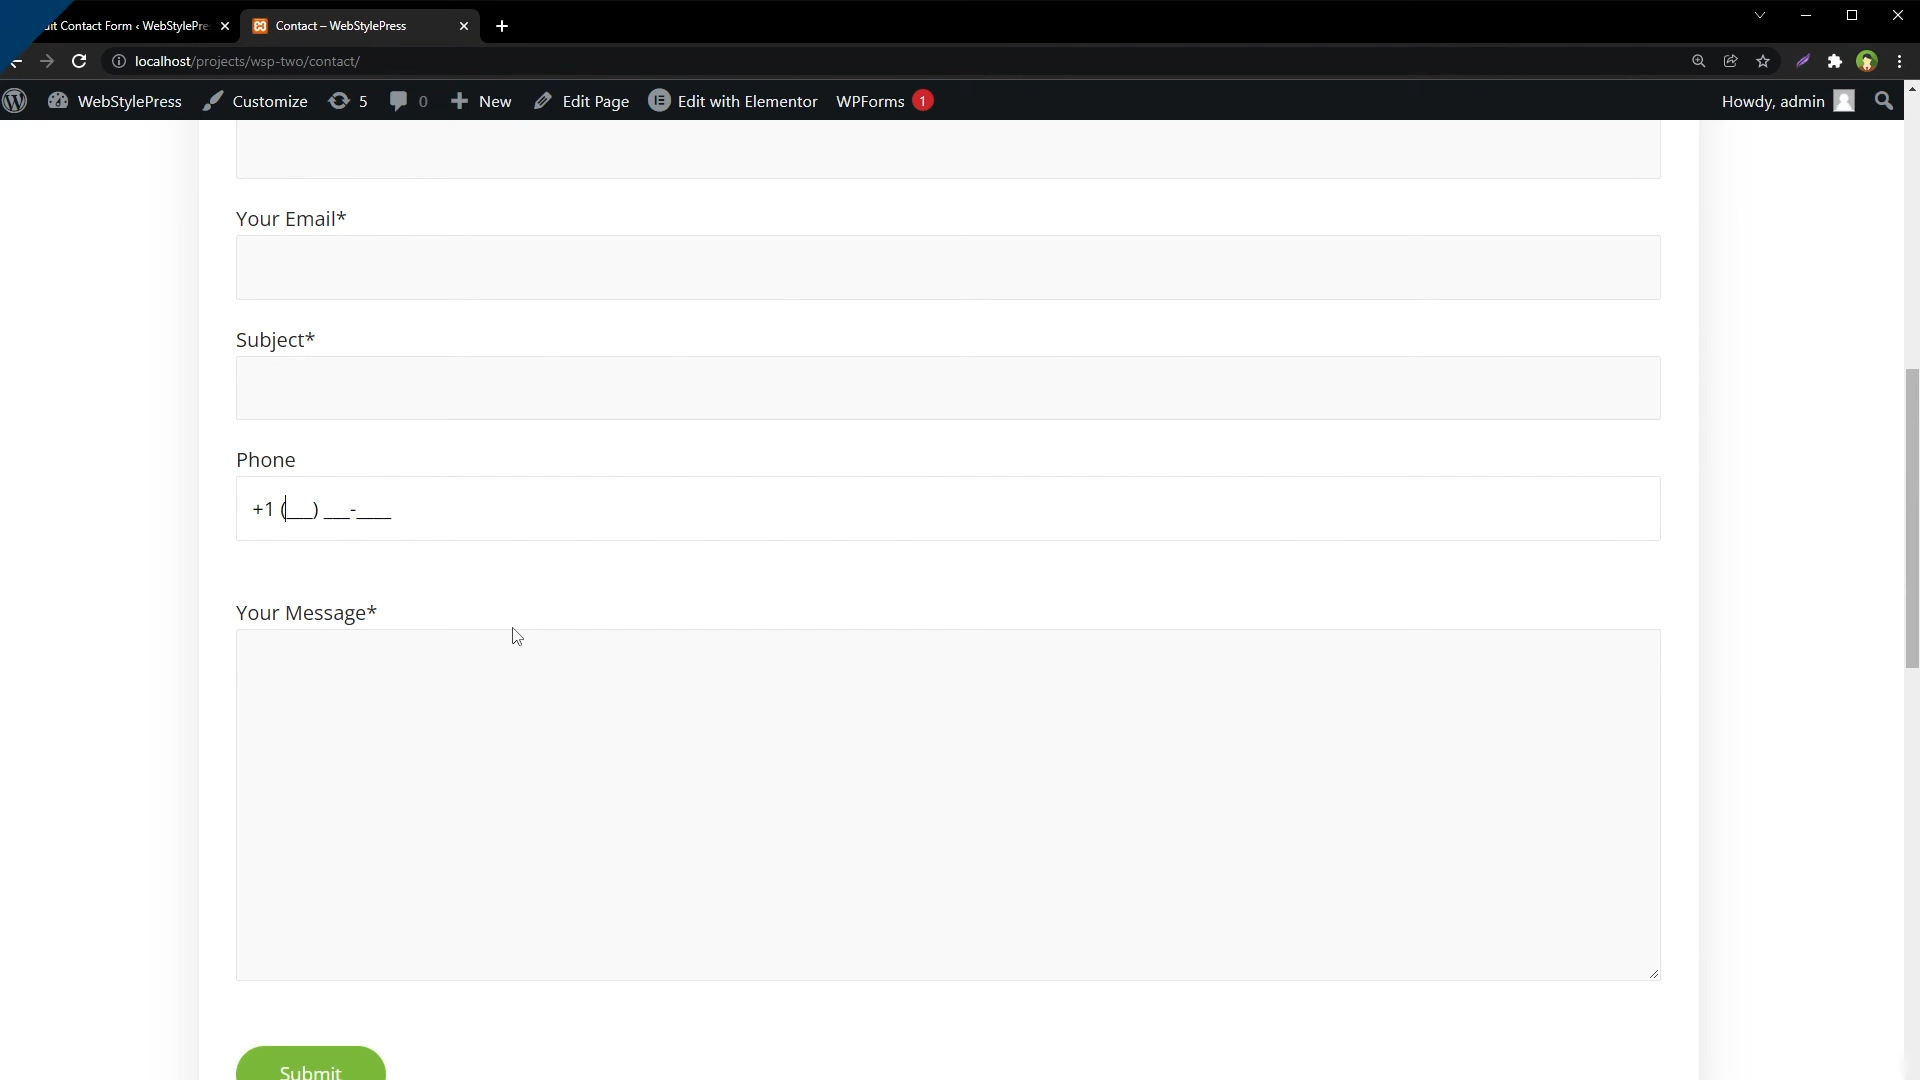 it Contact Form ‹ WebStylePre
Contact – WebStylePress
localhost/projects/wsp-two/contact/
WebStylePress
Customize
5
0
New
Edit Page
Edit with Elementor
WPForms
1
Howdy, admin
Your Email*
Subject*
Phone
+1 (___) ___-____
Your Message*
Submit